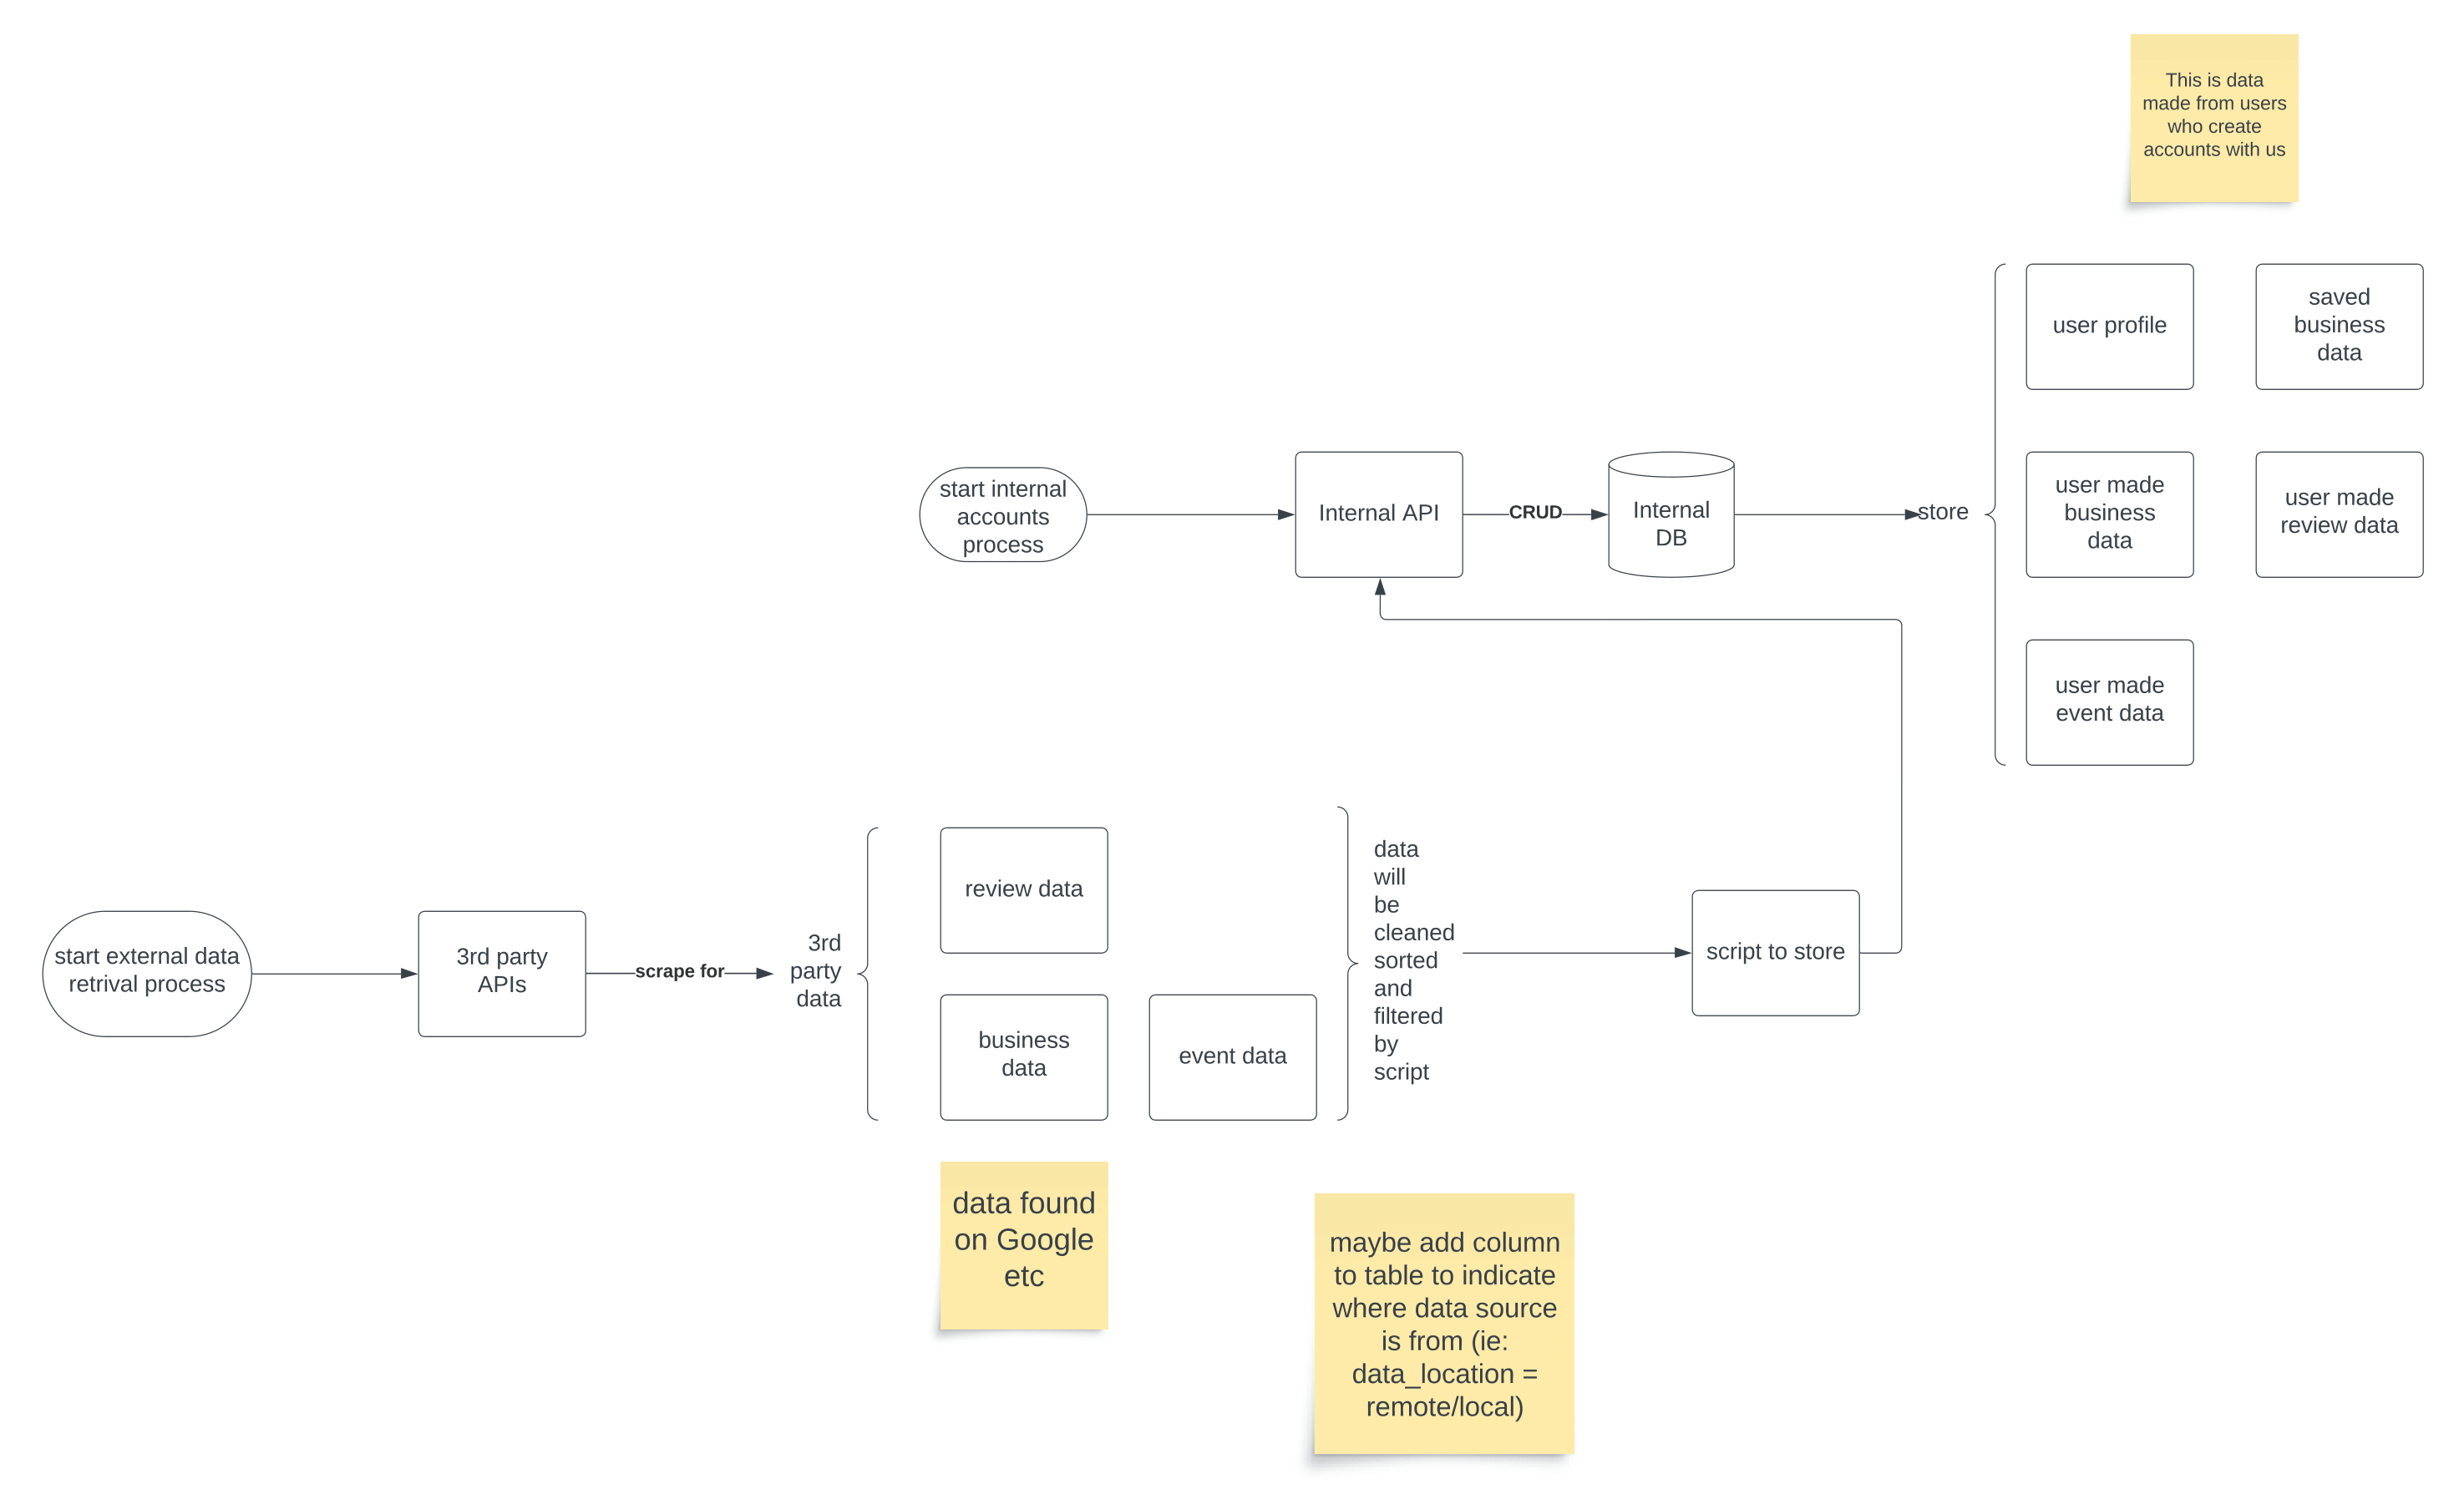 This is data
made from users
who create
accounts with us
user profile
saved
business
data
start internal
accounts
process
Internal API
CRUD
Internal
DB
store
user made
business
data
user made
review data
user made
event data
start external data
retrival process
3rd party
APIs
scrape for
3rd
party
data
review data
business
data
event data
data
will
be
cleaned
sorted
and
filtered
by
script
script to store
data found
on Google
etc
maybe add column
to table to indicate
where data source
is from (ie:
data_location =
remote/local)